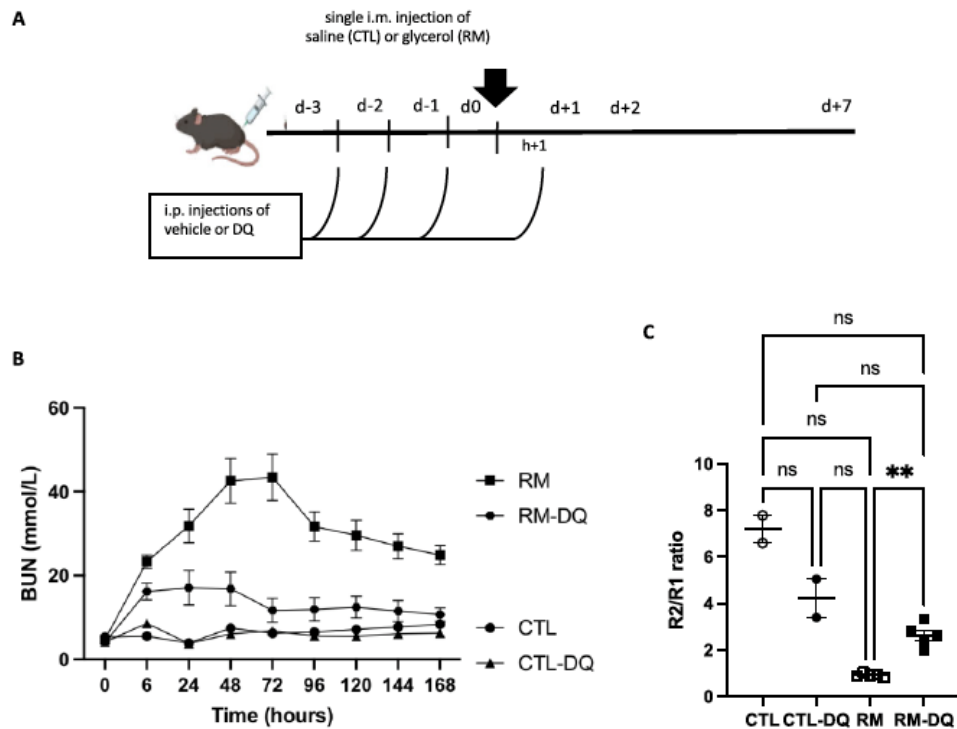 A
single i.m. injection of
saline (CTL) or glycerol (RM)
d-3 d-2 d-1 d0 d+1 d+2 d+7
h+1
i.p. injections of
vehicle or DQ
B
60
40
20
0
BUN (mmol/L)
0 6 24 48 72 96 120 144 168
Time (hours)
RM
RM-DQ
CTL
CTL-DQ
C
ns
ns
ns
ns ns **
10
8
6
4
2
0
R2/R1 ratio
CTL CTL-DQ RM RM-DQ